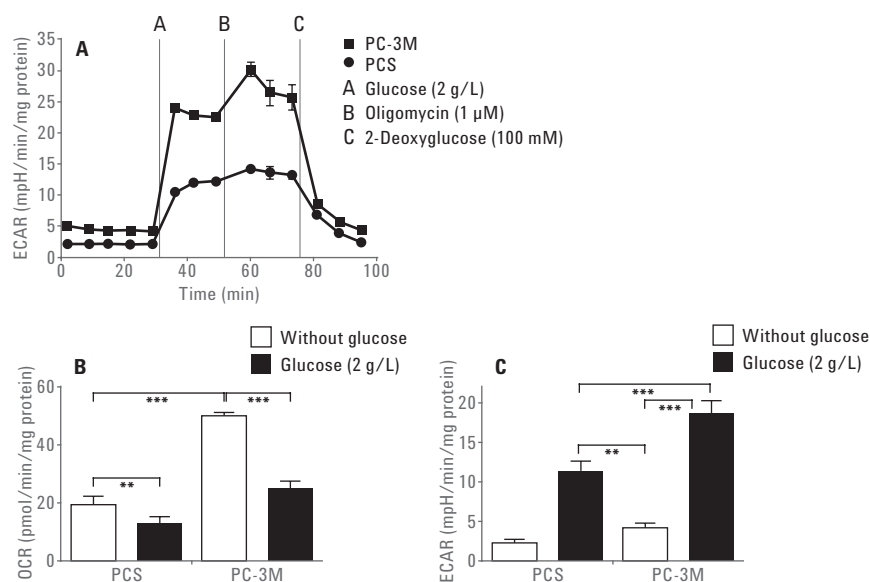 A B C
A
PC-3M
PCS
A Glucose (2 g/L)
B Oligomycin (1 μM)
C 2-Deoxyglucose (100 mM)
ECAR (mpH/min/mg protein)
35
30
25
20
15
10
5
0
0 20 40 60 80 100
Time (min)
B
Without glucose
Glucose (2 g/L)
OCR (pmol/min/mg protein)
60
40
20
0
*** ***
**
PCS PC-3M
C
Without glucose
Glucose (2 g/L)
ECAR (mpH/min/mg protein)
20
15
10
5
0
***
***
**
PCS PC-3M